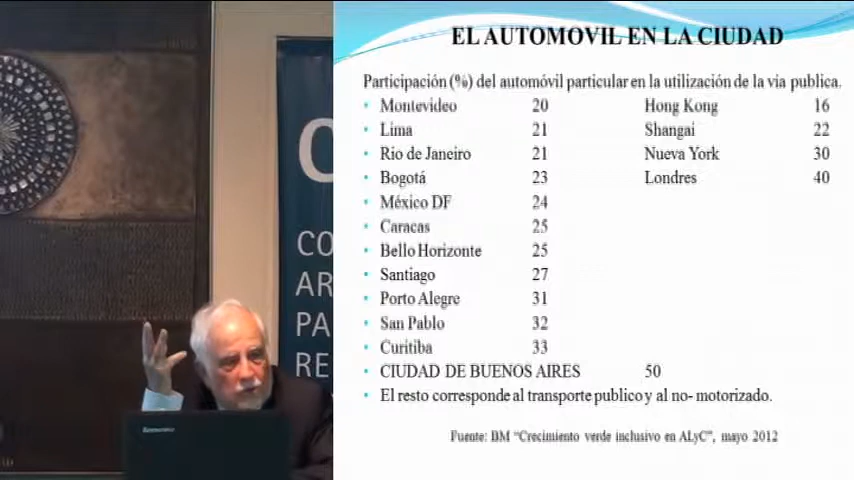 EL AUTOMOVIL EN LA CIUDAD
Participación (%) del automóvil particular en la utilización de la via publica.
• Montevideo 20 Hong Kong 16
• Lima 21 Shangai 22
• Rio de Janeiro 21 Nueva York 30
• Bogotá 23 Londres 40
• México DF 24
• Caracas 25
• Bello Horizonte 25
• Santiago 27
• Porto Alegre 31
• San Pablo 32
• Curitiba 33
• CIUDAD DE BUENOS AIRES 50
• El resto corresponde al transporte publico y al no- motorizado.
Fuente: BM "Crecimiento verde inclusivo en ALyC", mayo 2012
C
CO
AR
PA
RE